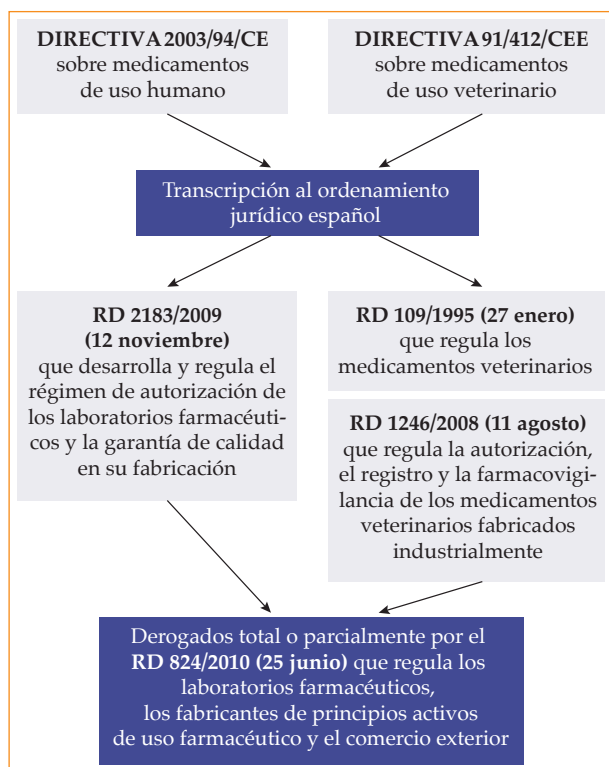 DIRECTIVA 2003/94/CE
sobre medicamentos
de uso humano
DIRECTIVA 91/412/CEE
sobre medicamentos
de uso veterinario
Transcripción al ordenamiento
jurídico español
RD 2183/2009
(12 noviembre)
que desarrolla y regula el
régimen de autorización de
los laboratorios farmacéuti-
cos y la garantía de calidad
en su fabricación
RD 109/1995 (27 enero)
que regula los
medicamentos veterinarios
RD 1246/2008 (11 agosto)
que regula la autorización,
el registro y la farmacovigi-
lancia de los medicamentos
veterinarios fabricados
industrialmente
Derogados total o parcialmente por el
RD 824/2010 (25 junio) que regula los
laboratorios farmacéuticos,
los fabricantes de principios activos
de uso farmacéutico y el comercio exterior